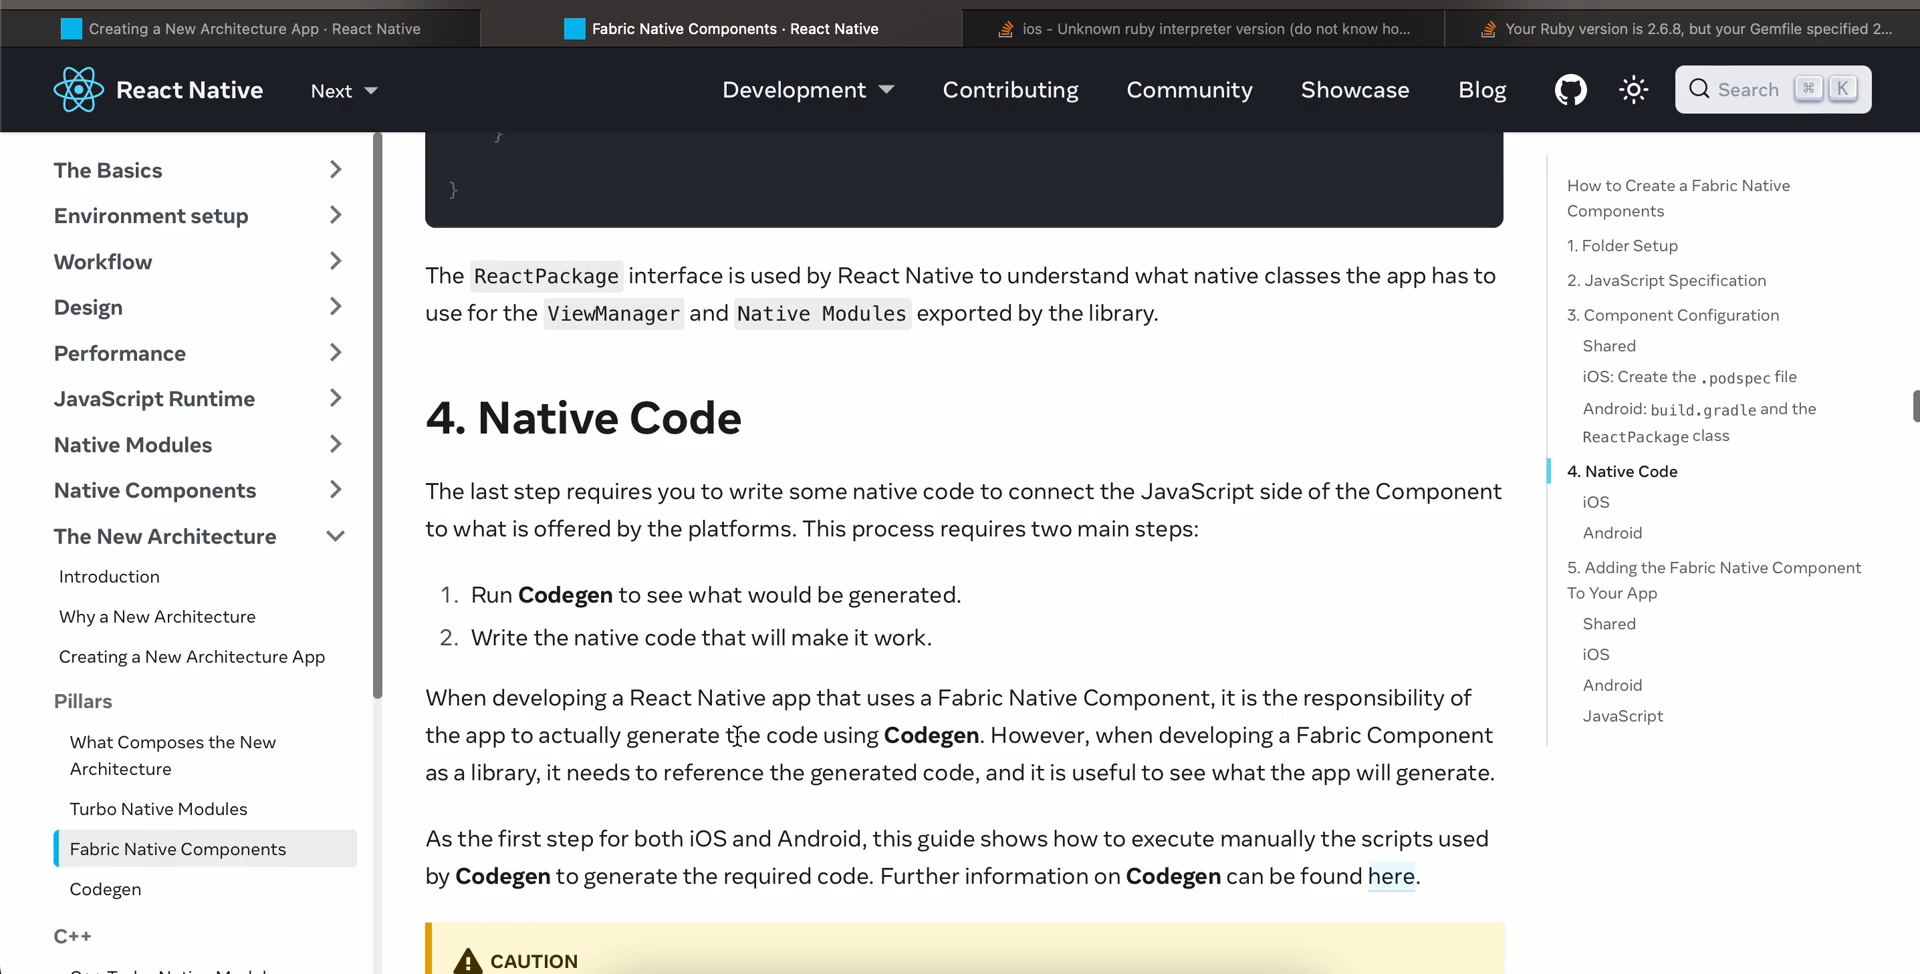 Creating a New Architecture App · React Native
Fabric Native Components · React Native
ios - Unknown ruby interpreter version (do not know ho...
Your Ruby version is 2.6.8, but your Gemfile specified 2...
React Native
Next
Development
Contributing
Community
Showcase
Blog
Search ⌘ K
The Basics
Environment setup
Workflow
Design
Performance
JavaScript Runtime
Native Modules
Native Components
The New Architecture
Introduction
Why a New Architecture
Creating a New Architecture App
Pillars
What Composes the New
Architecture
Turbo Native Modules
Fabric Native Components
Codegen
C++
}
}
The ReactPackage interface is used by React Native to understand what native classes the app has to
use for the ViewManager and Native Modules exported by the library.
4. Native Code
The last step requires you to write some native code to connect the JavaScript side of the Component
to what is offered by the platforms. This process requires two main steps:
1. Run Codegen to see what would be generated.
2. Write the native code that will make it work.
When developing a React Native app that uses a Fabric Native Component, it is the responsibility of
the app to actually generate the code using Codegen. However, when developing a Fabric Component
as a library, it needs to reference the generated code, and it is useful to see what the app will generate.
As the first step for both iOS and Android, this guide shows how to execute manually the scripts used
by Codegen to generate the required code. Further information on Codegen can be found here.
CAUTION
How to Create a Fabric Native
Components
1. Folder Setup
2. JavaScript Specification
3. Component Configuration
Shared
iOS: Create the .podspec file
Android: build.gradle and the
ReactPackage class
4. Native Code
iOS
Android
5. Adding the Fabric Native Component
To Your App
Shared
iOS
Android
JavaScript